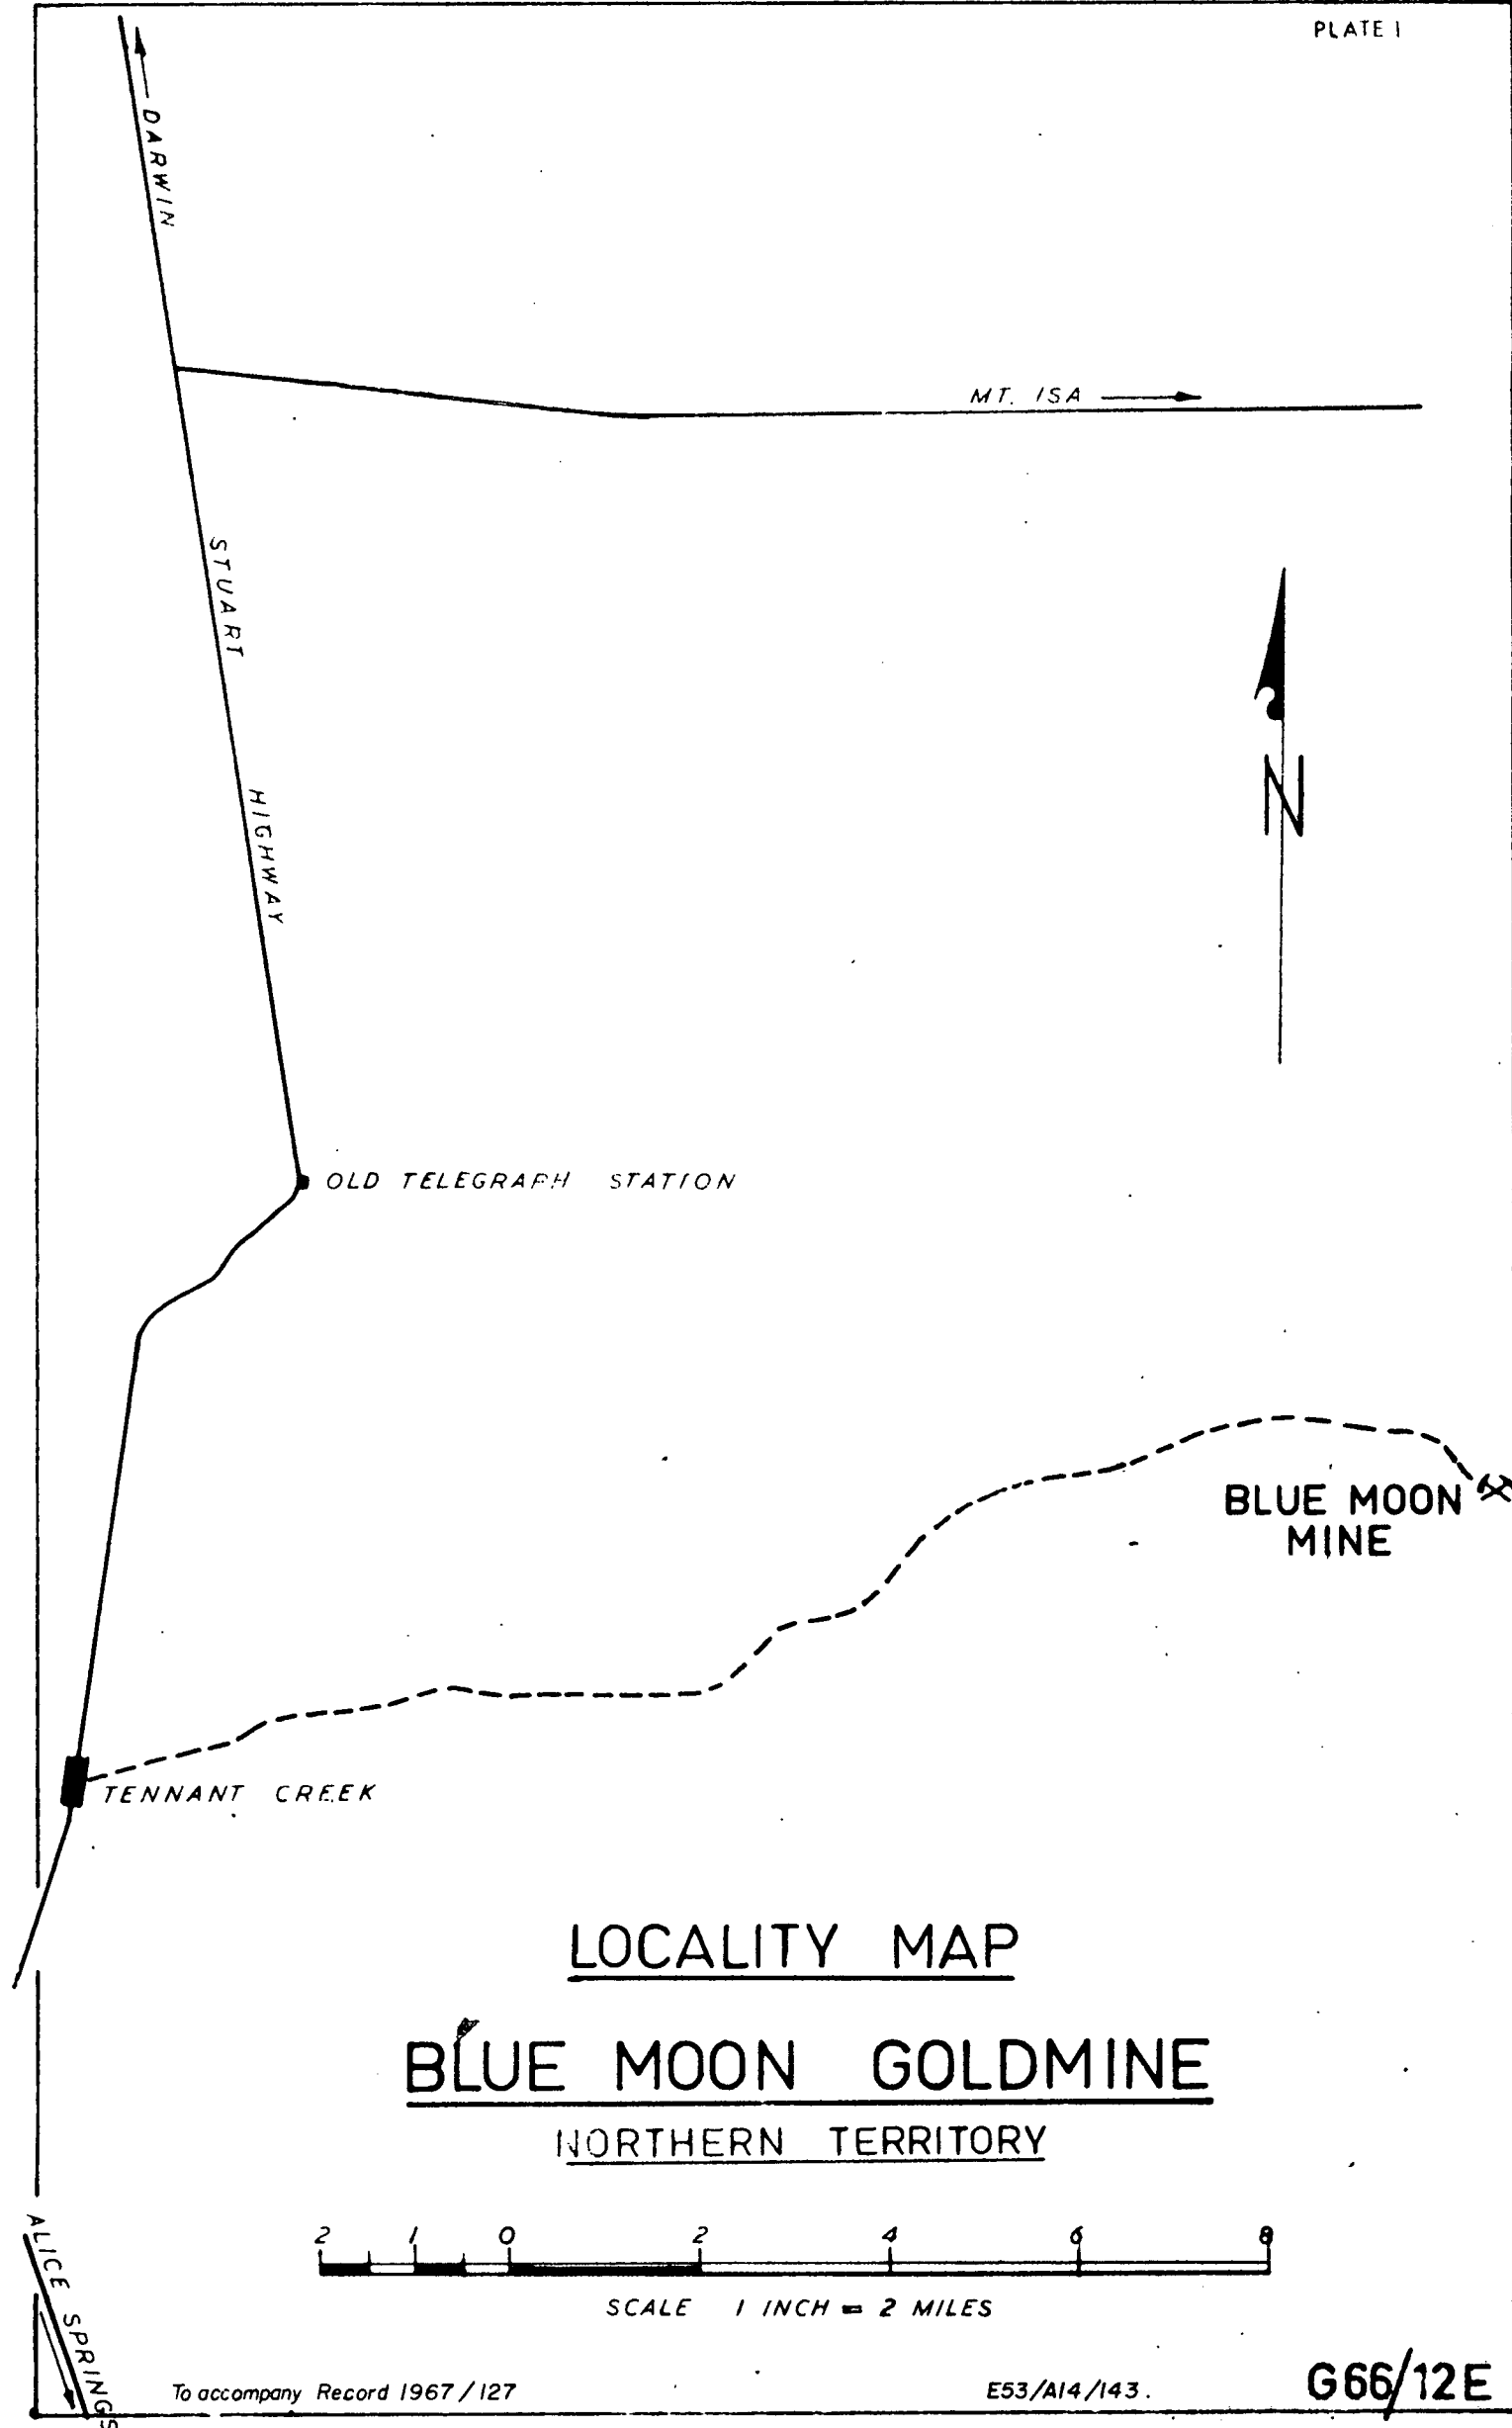 PLATE 1
DARWIN
MT. ISA
STUART
HIGHWAY
N
OLD TELEGRAPH STATION
BLUE MOON
MINE
TENNANT CREEK
LOCALITY MAP
BLUE MOON GOLDMINE
NORTHERN TERRITORY
2 1 0 2 4 6 8
SCALE 1 INCH = 2 MILES
ALICE SPRINGS
To accompany Record 1967/127
E53/A14/143.
G66/12E